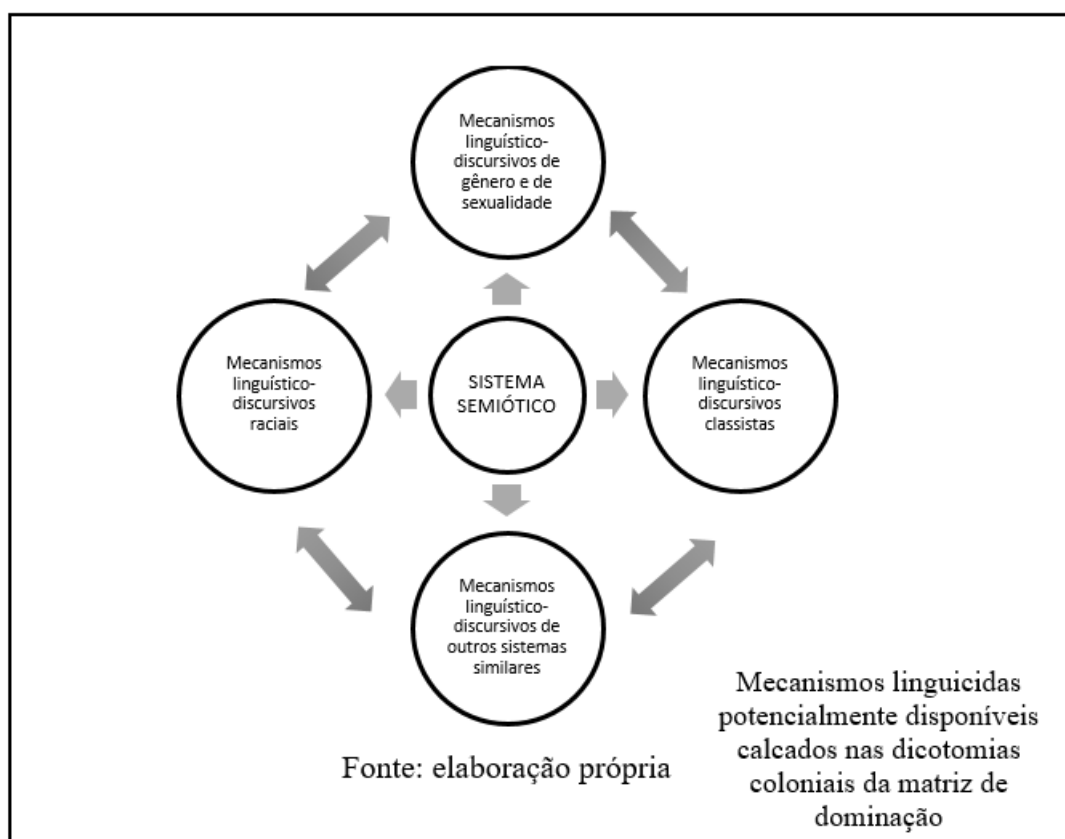 Mecanismos
linguístico-
discursivos de
gênero e de
sexualidade
Mecanismos
linguístico-
discursivos
raciais
SISTEMA
SEMIÓTICO
Mecanismos
linguístico-
discursivos
classistas
Mecanismos
linguístico-
discursivos de
outros sistemas
similares
Fonte: elaboração própria
Mecanismos linguicidas
potencialmente disponíveis
calcados nas dicotomias
coloniais da matriz de
dominação